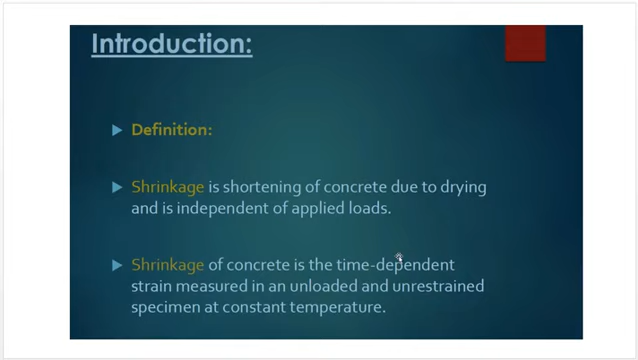 Introduction:
Definition:
Shrinkage is shortening of concrete due to drying
and is independent of applied loads.
Shrinkage of concrete is the time-dependent
strain measured in an unloaded and unrestrained
specimen at constant temperature.